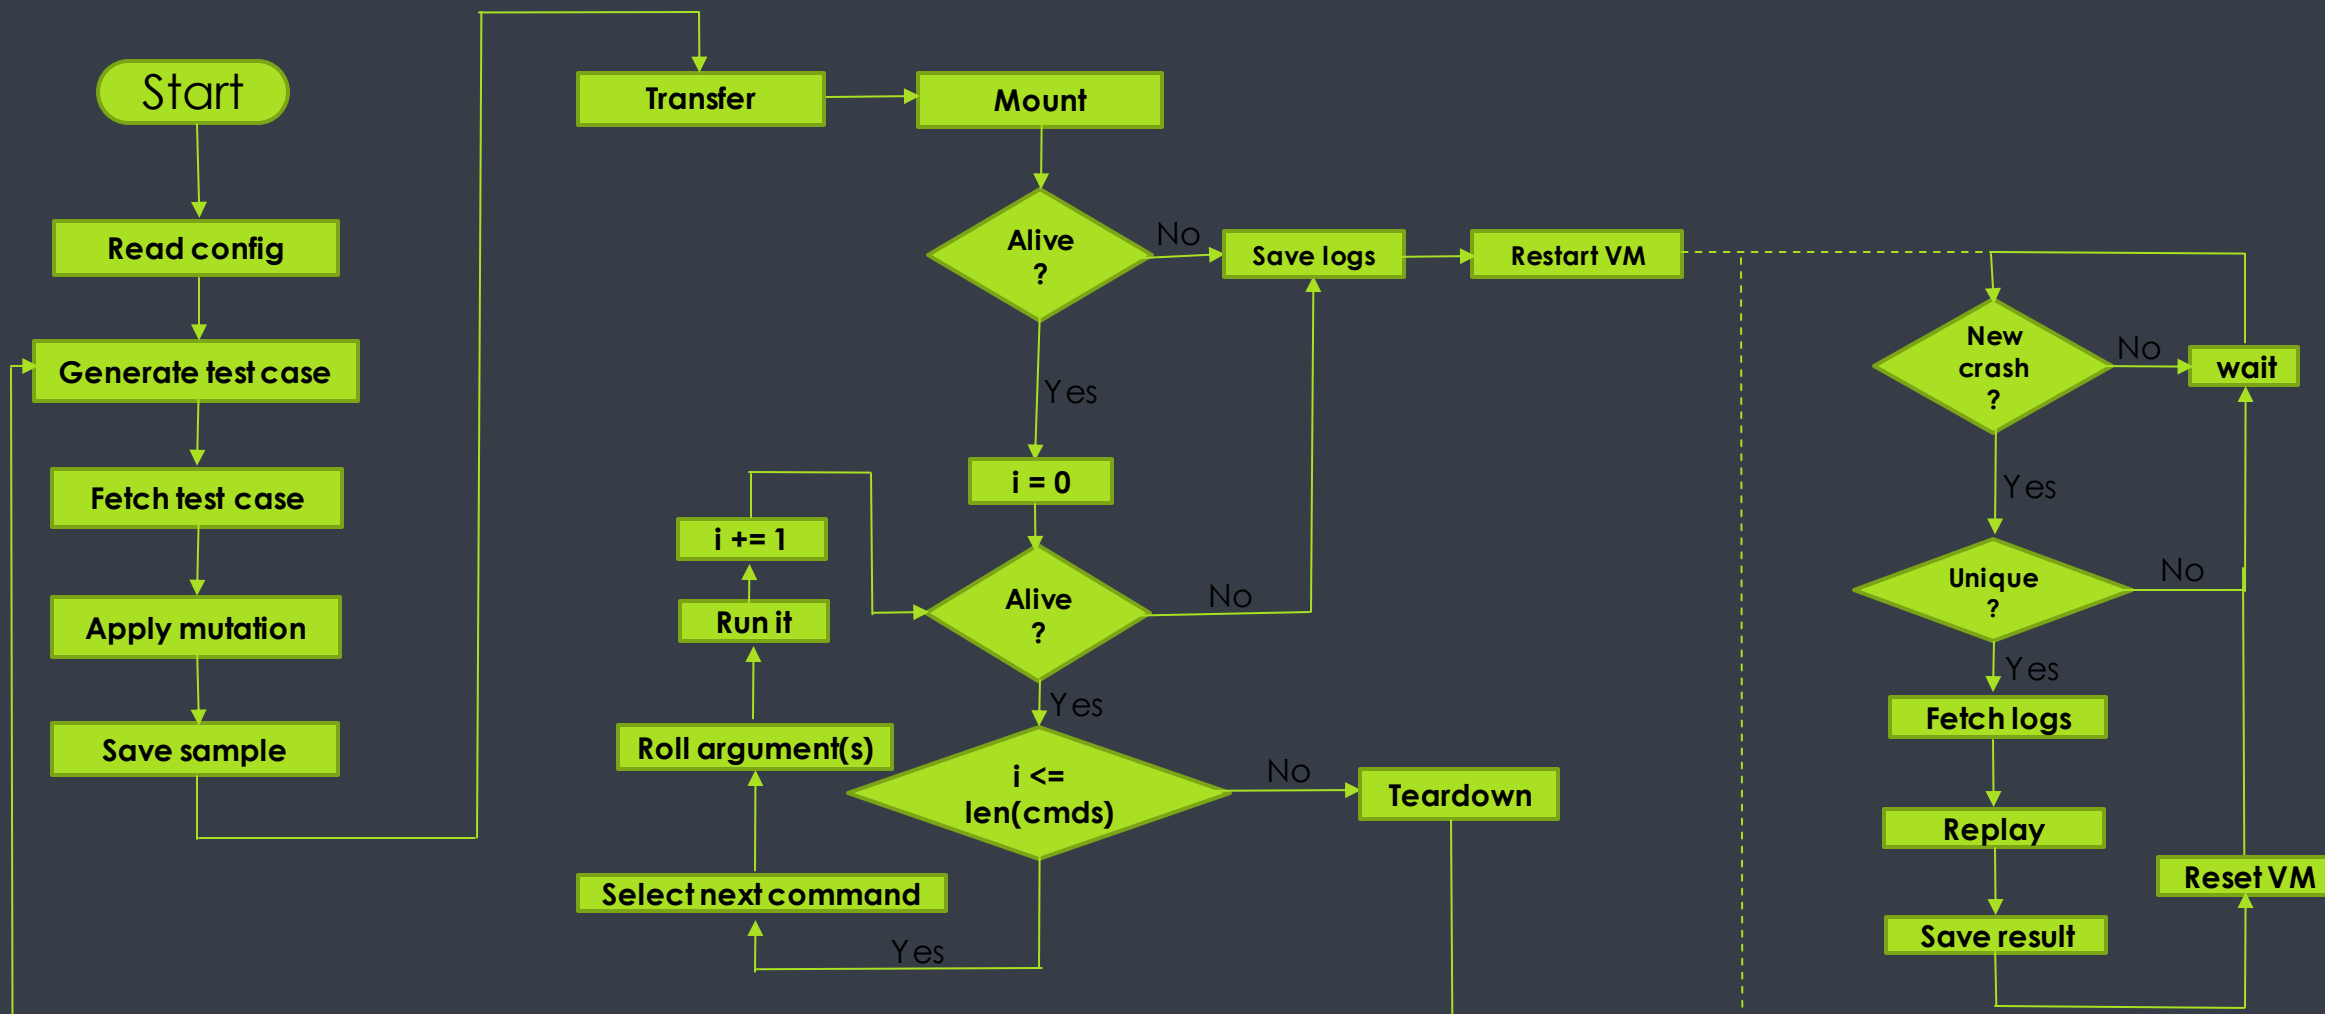 Start
Read config
Generate test case
Fetch test case
Apply mutation
Save sample
Transfer
Mount
Alive
?
No
Save logs
Restart VM
Yes
i = 0
i += 1
Run it
Alive
?
No
Yes
Roll argument(s)
i <=
len(cmds)
No
Teardown
Select next command
Yes
New
crash
?
No
wait
Yes
Unique
?
No
Yes
Fetch logs
Replay
Reset VM
Save result